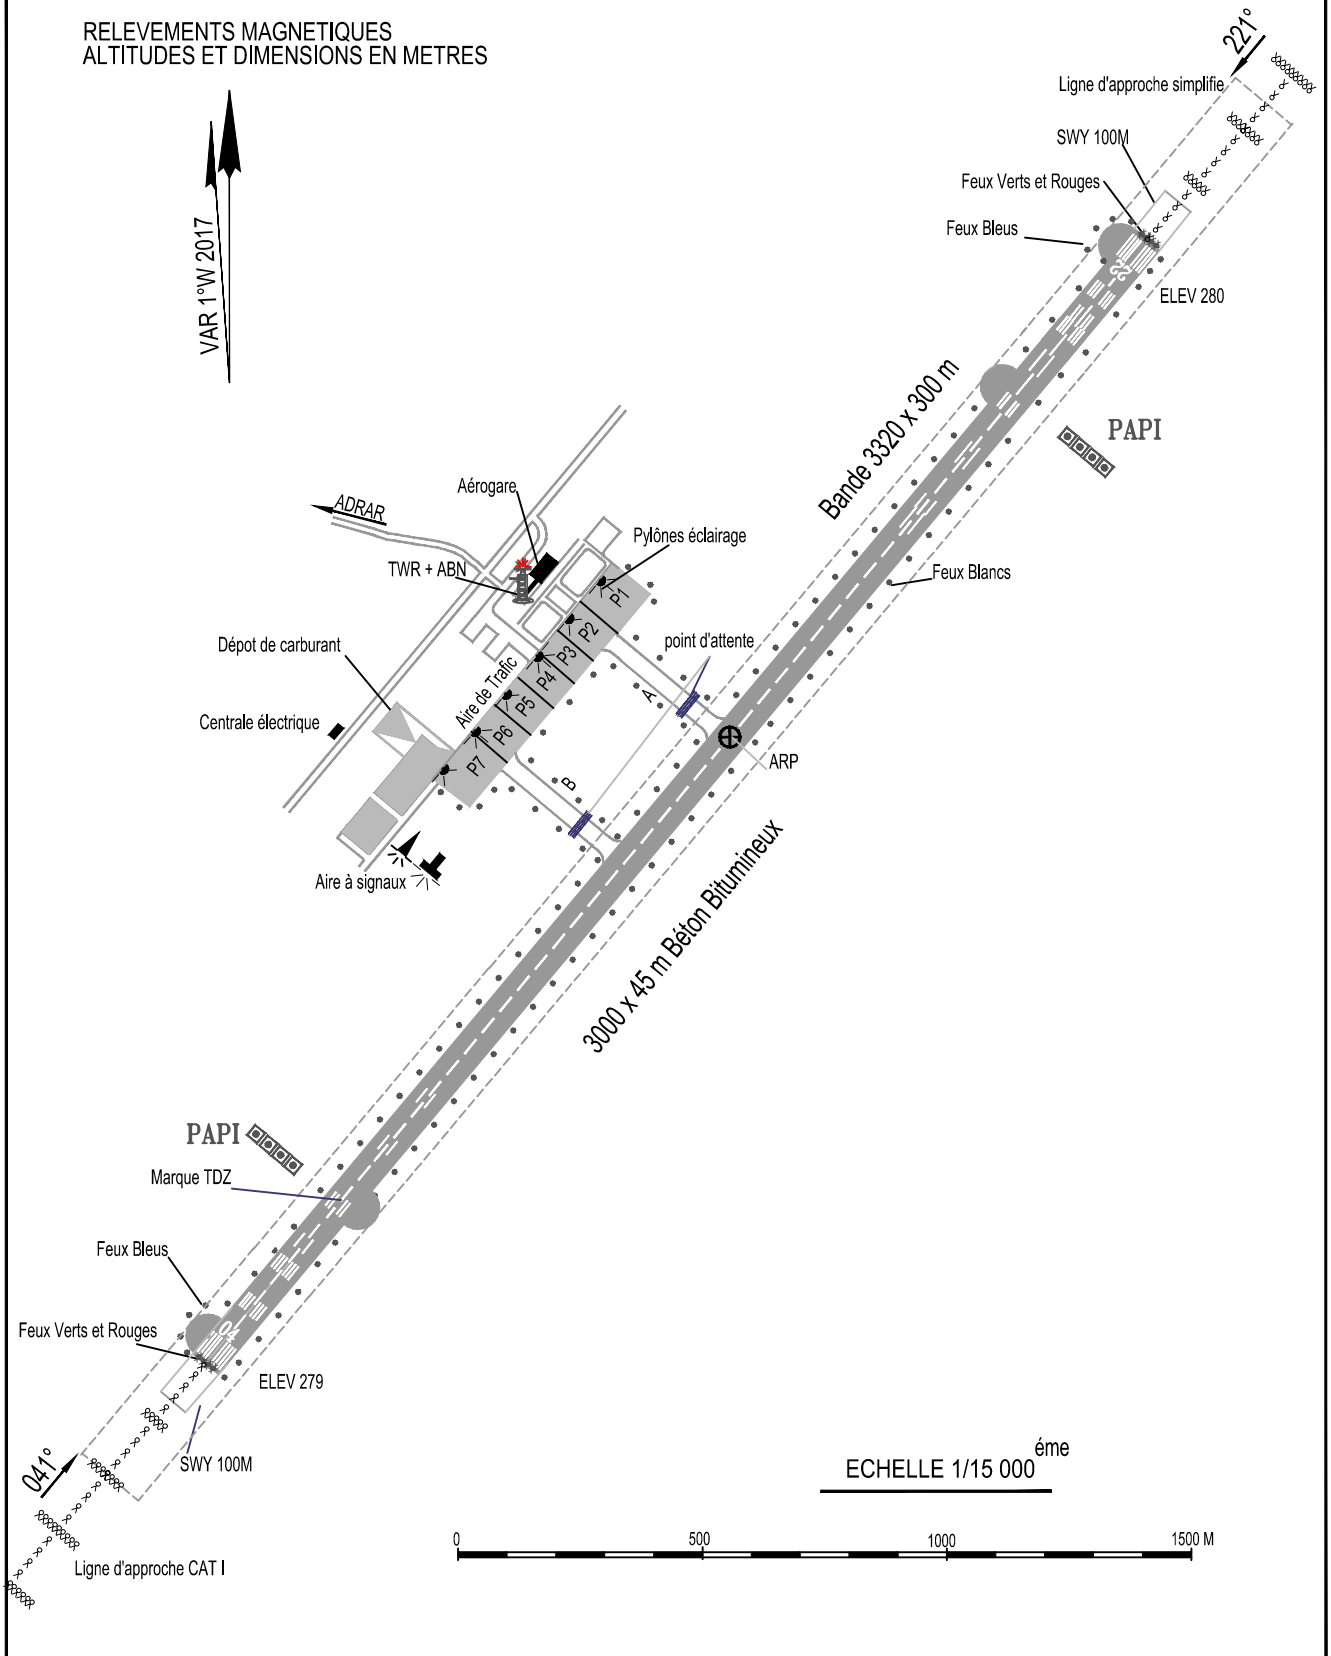 RELEVEMENTS MAGNETIQUES
ALTITUDES ET DIMENSIONS EN METRES
VAR 1°W 2017
221°
Ligne d'approche simplifie
SWY 100M
Feux Verts et Rouges
Feux Bleus
22
ELEV 280
Bande 3320 x 300 m
PAPI
ADRAR
Aérogare
Pylônes éclairage
TWR + ABN
Feux Blancs
P1
P2
P3
P4
P5
P6
P7
Aire de Trafic
point d'attente
Dépot de carburant
Centrale électrique
A
B
ARP
Aire à signaux
3000 x 45 m Béton Bitumineux
PAPI
Marque TDZ
Feux Bleus
Feux Verts et Rouges
04
ELEV 279
SWY 100M
041°
Ligne d'approche CAT I
ECHELLE 1/15 000 éme
0 500 1000 1500 M